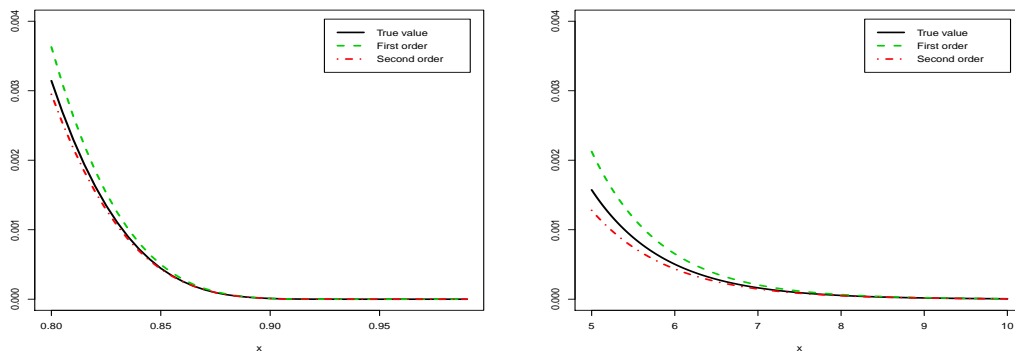 0.004
0.003
0.002
0.001
0.000
True value
First order
Second order
0.80 0.85 0.90 0.95
x
0.004
0.003
0.002
0.001
0.000
True value
First order
Second order
5 6 7 8 9 10
x